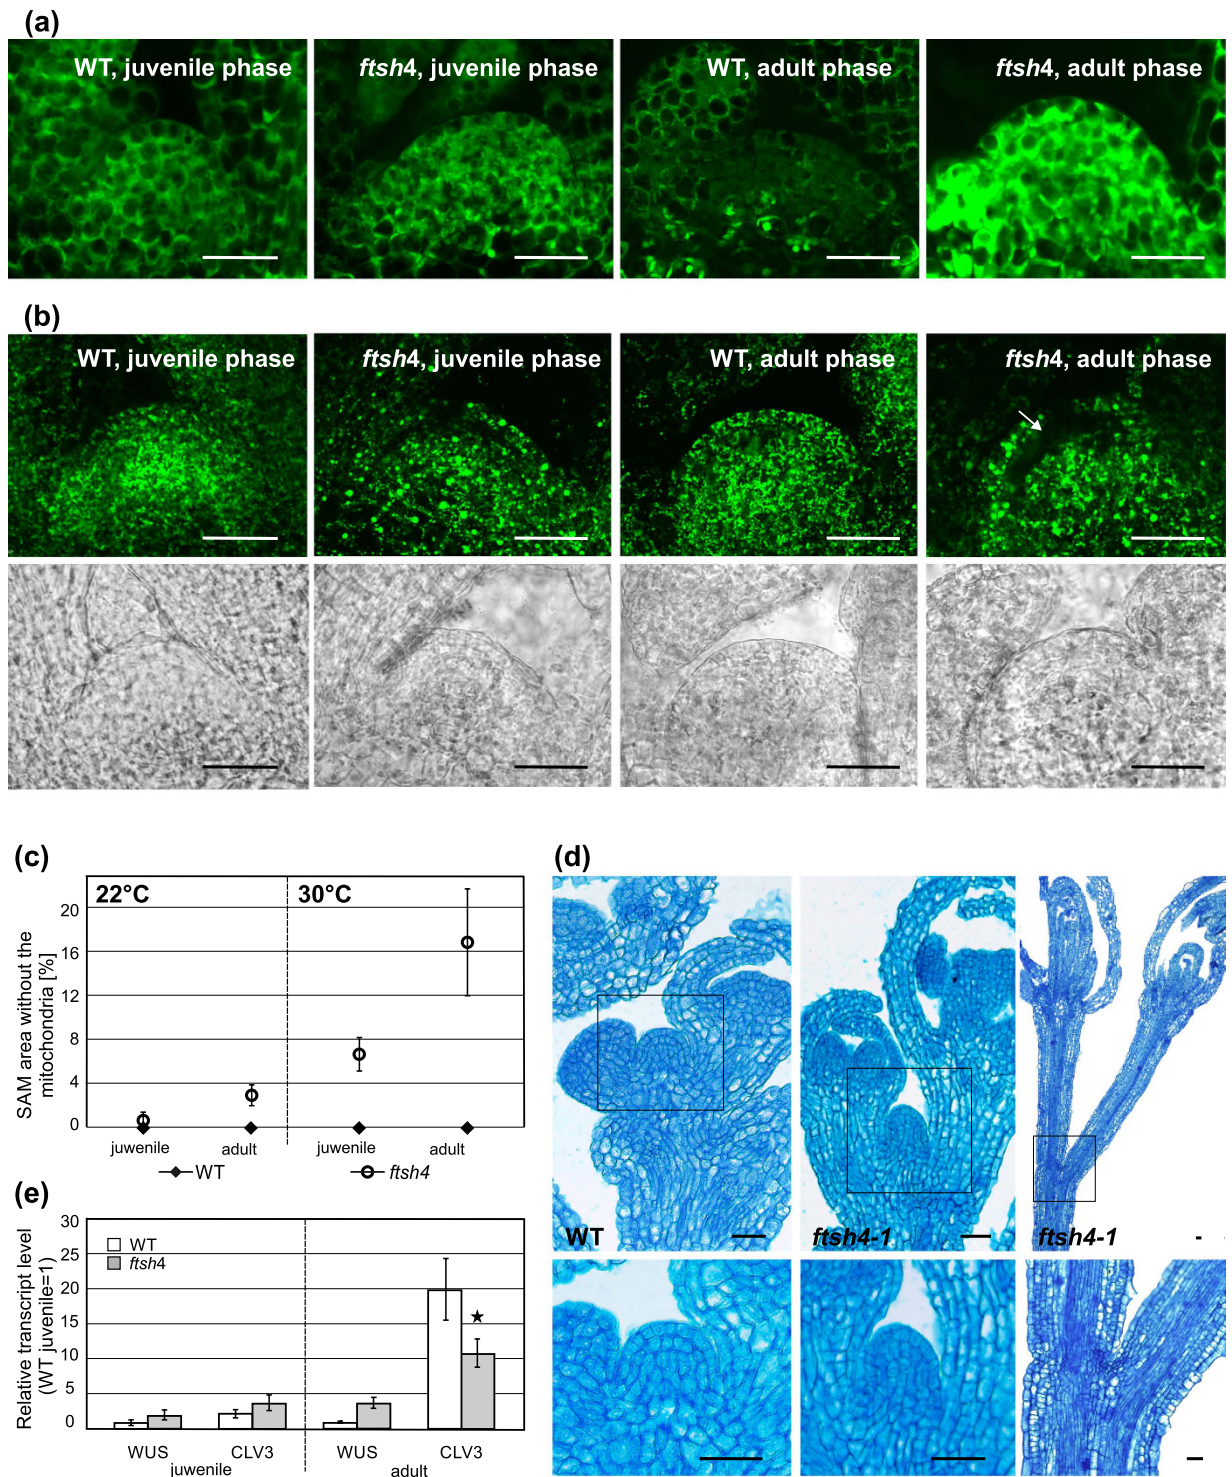 (a)
WT, juvenile phase
ftsh4, juvenile phase
WT, adult phase
ftsh4, adult phase
(b)
WT, juvenile phase
ftsh4, juvenile phase
WT, adult phase
ftsh4, adult phase
(c)
22°C
30°C
SAM area without the
mitochondria [%]
20
16
12
8
4
0
juwenile
adult
juwenile
adult
WT
ftsh4
(d)
WT
ftsh4-1
ftsh4-1
(e)
Relative transcript level
(WT juvenile=1)
30
25
20
15
10
5
0
WT
ftsh4
WUS
CLV3
WUS
CLV3
juvenile
adult